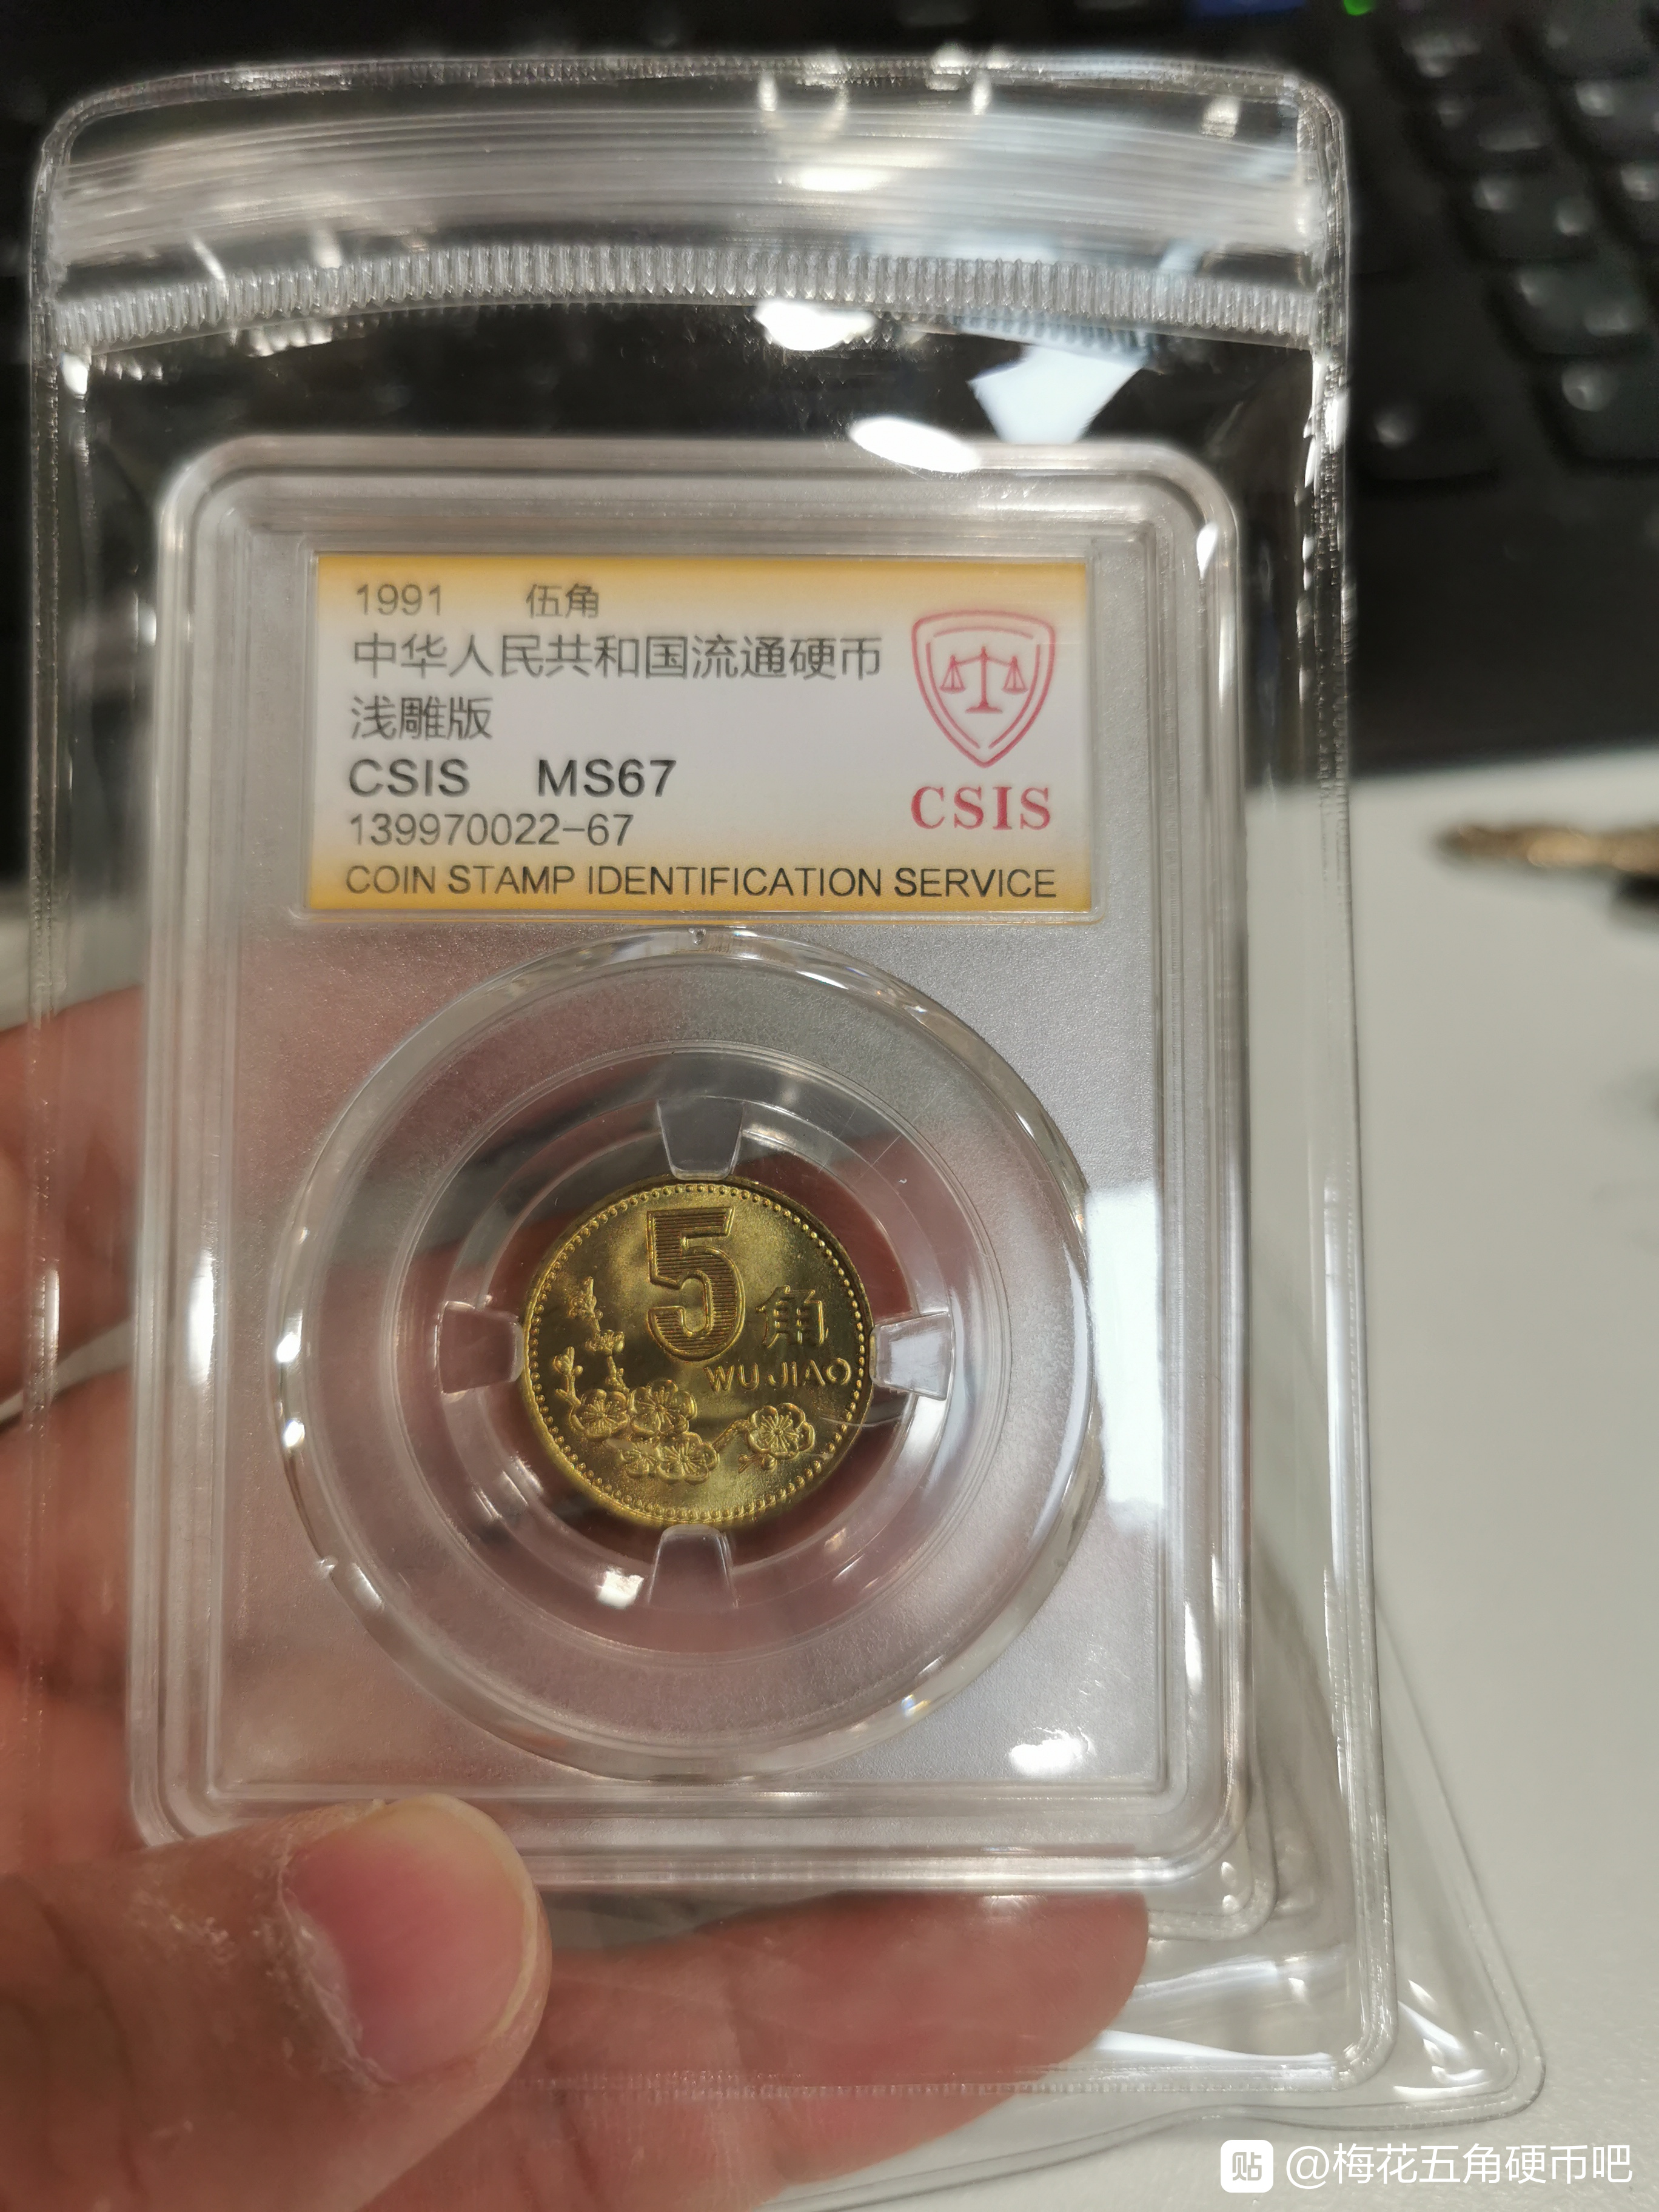 1991 伍角
中华人民共和国流通硬币
浅雕版
CSIS MS67
139970022-67
COIN STAMP IDENTIFICATION SERVICE
CSIS
5
角
WU JIAO
贴 @梅花五角硬币吧